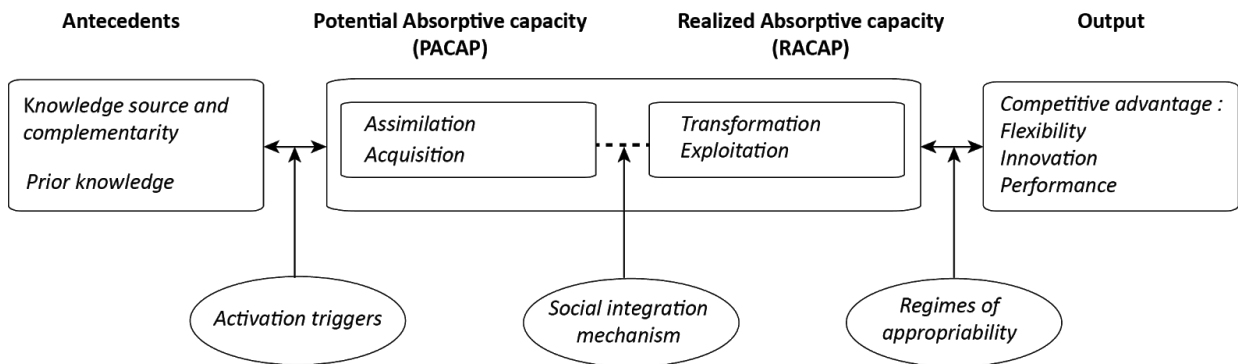 Antecedents
Potential Absorptive capacity
(PACAP)
Realized Absorptive capacity
(RACAP)
Output
Knowledge source and
complementarity
Prior knowledge
Assimilation
Acquisition
Transformation
Exploitation
Competitive advantage :
Flexibility
Innovation
Performance
Activation triggers
Social integration
mechanism
Regimes of
appropriability